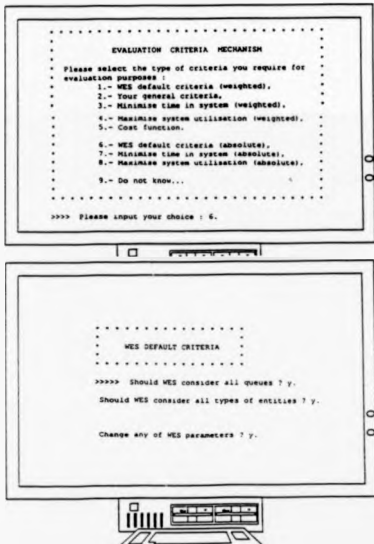 EVALUATION CRITERIA MECHANISM
Please select the type of criteria you require for
evaluation purposes :
1.- WES default criteria (weighted),
2.- Your general criteria,
3.- Minimise time in system (weighted),
4.- Maximise system utilisation (weighted),
5.- Cost function.
6.- WES default criteria (absolute),
7.- Minimise time in system (absolute),
8.- Maximise system utilisation (absolute),
9.- Do not know...
>>>> Please input your choice : 6.
WES DEFAULT CRITERIA
>>>>> Should WES consider all queues ? y.
Should WES consider all types of entities ? y.
Change any of WES parameters ? y.